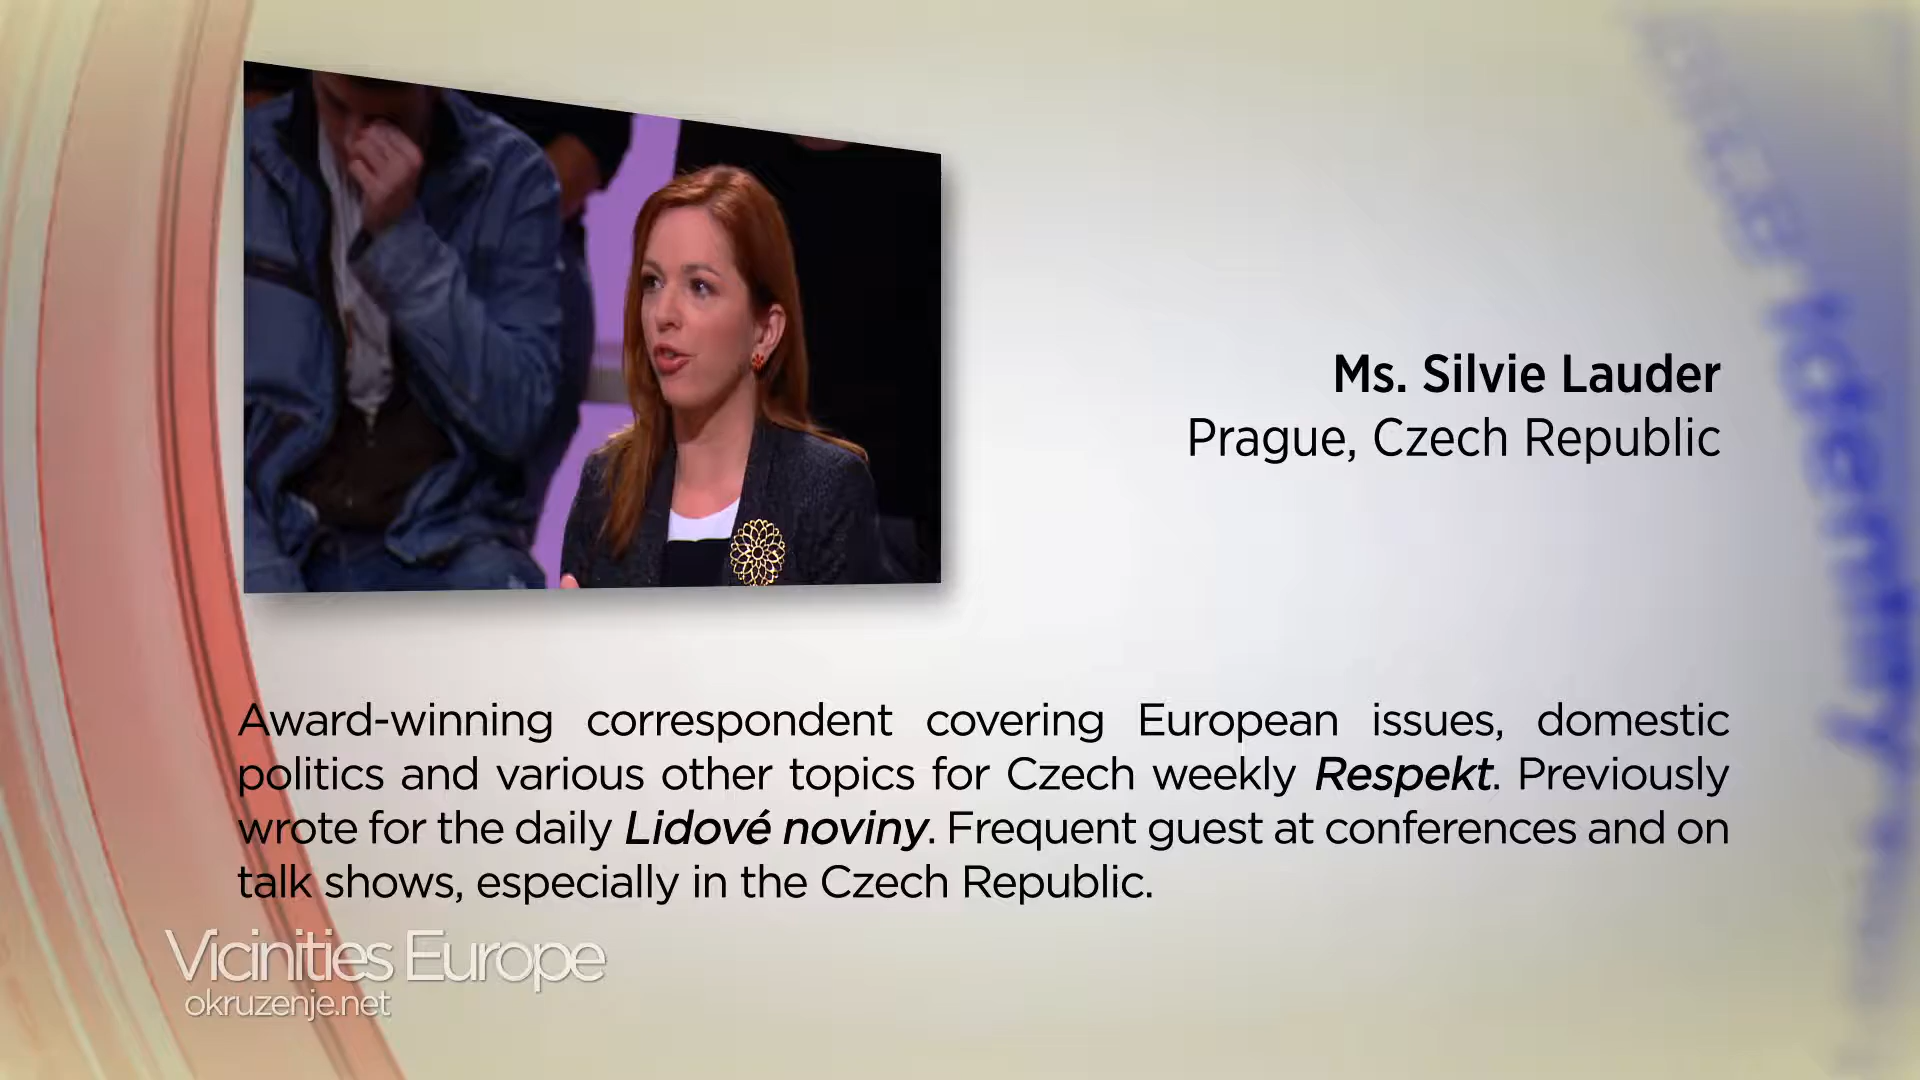 Ms. Silvie Lauder
Prague, Czech Republic
Award-winning correspondent covering European issues, domestic
politics and various other topics for Czech weekly Respekt. Previously
wrote for the daily Lidové noviny. Frequent guest at conferences and on
talk shows, especially in the Czech Republic.
Vicinities Europe
okruzenje.net